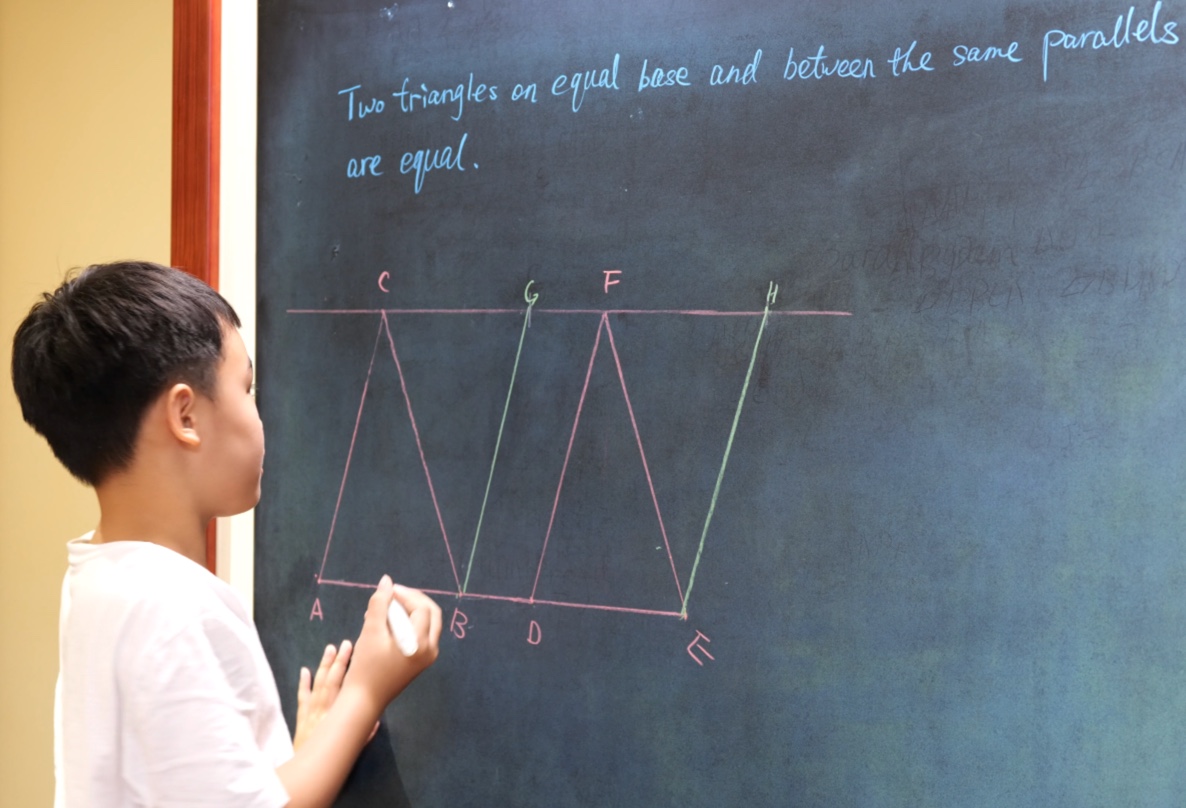 Two triangles on equal base and between the same parallels
are equal.
C G F H
A B D E